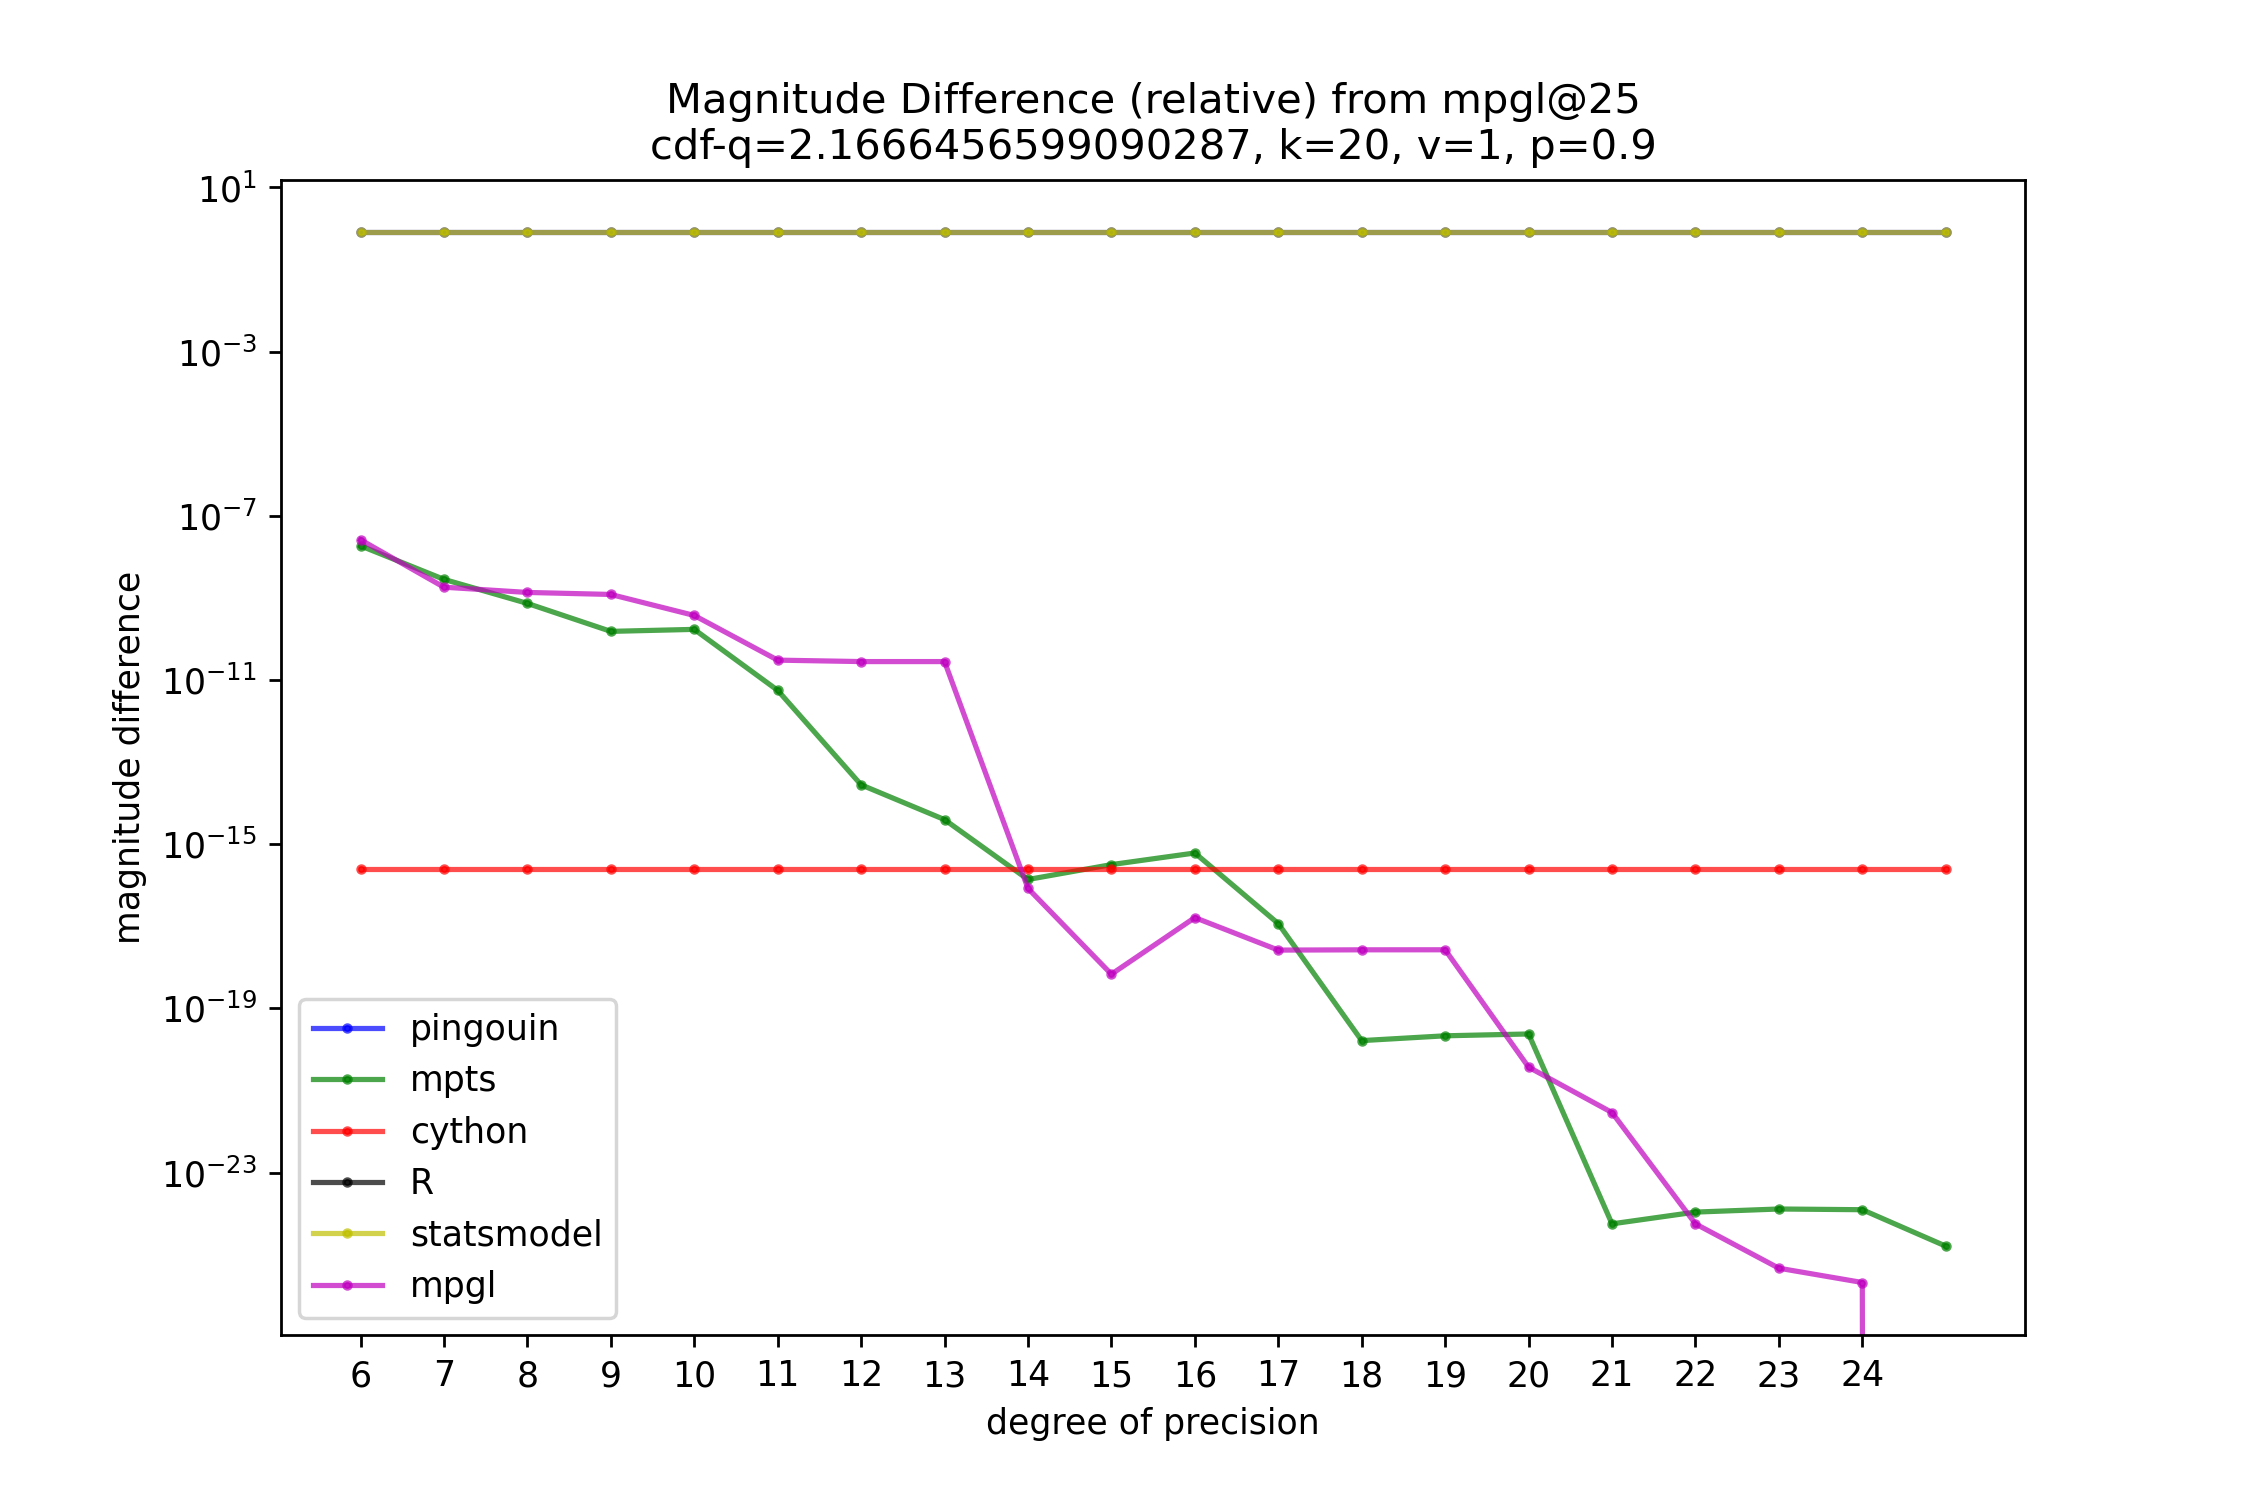 Magnitude Difference (relative) from mpgl@25
cdf-q=2.1666456599090287, k=20, v=1, p=0.9
10^1
10^-3
10^-7
10^-11
10^-15
10^-19
10^-23
magnitude difference
pingouin
mpts
cython
R
statsmodel
mpgl
6 7 8 9 10 11 12 13 14 15 16 17 18 19 20 21 22 23 24
degree of precision